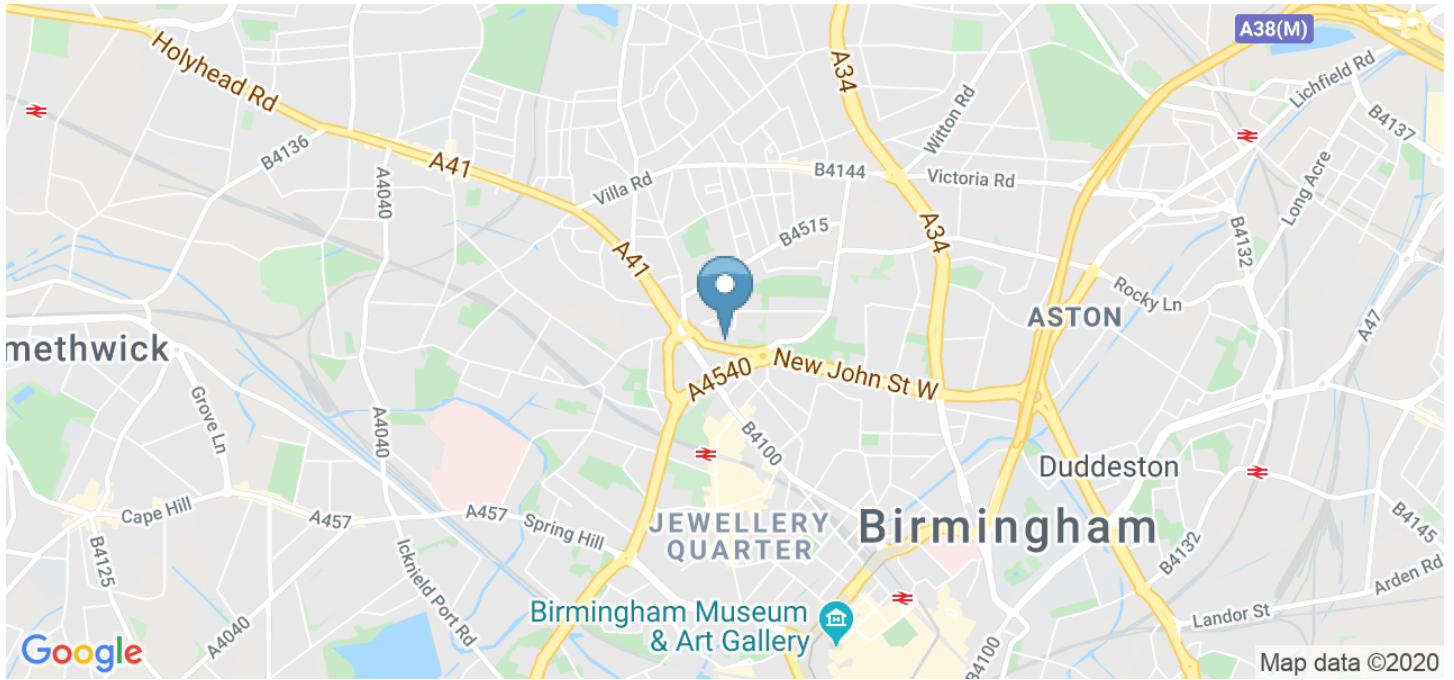 A38(M)
Holyhead Rd
A34
Lichfield Rd
Witton Rd
B4137
B4136
A41
B4144
Victoria Rd
Long Acre
A4040
Villa Rd
B4515
A34
B4132
A41
Rocky Ln
ASTON
A47
methwick
New John St W
A4540
Grove Ln
A4040
B4100
Duddeston
Cape Hill
A457
A457
Spring Hill
JEWELLERY
QUARTER
Birmingham
B4145
B4125
Icknield Port Rd
B4132
Arden Rd
Birmingham Museum
& Art Gallery
Landor St
A4040
B4100
Google
Map data ©2020